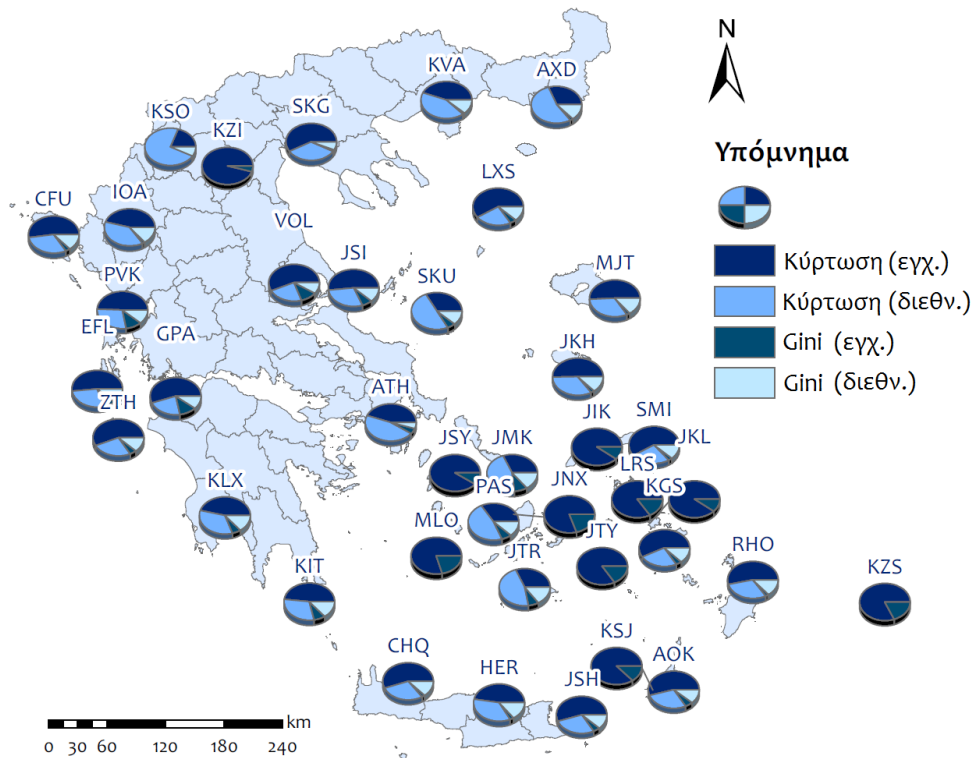 N
KVA
AXD
KSO
SKG
KZI
Υπόμνημα
CFU
IOA
LXS
VOL
JSI
SKU
MJT
Κύρτωση (εγχ.)
Κύρτωση (διεθν.)
Gini (εγχ.)
Gini (διεθν.)
PVK
EFL
GPA
JKH
ZTH
ATH
JIK
SMI
JSY
JMK
JKL
LRS
KLX
PAS
JNX
KGS
MLO
JTY
JTR
RHO
KZS
KIT
KSJ
CHQ
HER
JSH
AOK
km
0 30 60 120 180 240